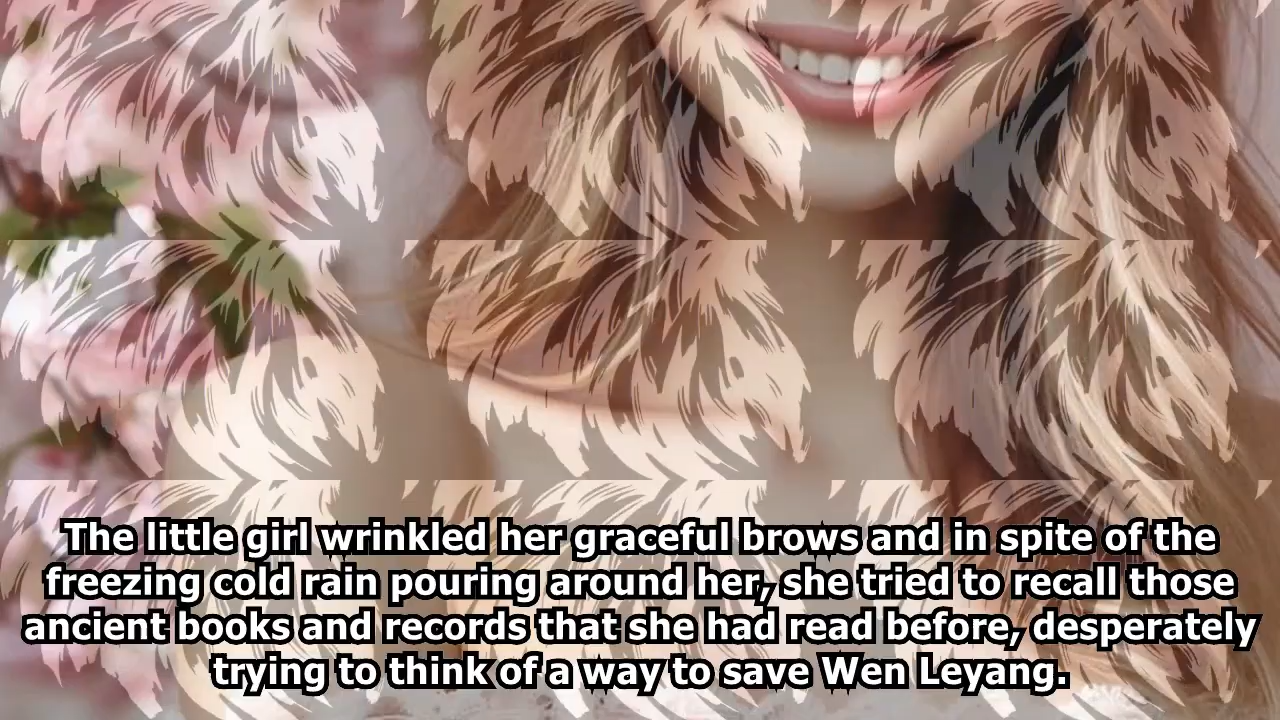 The little girl wrinkled her graceful brows and in spite of the
freezing cold rain pouring around her, she tried to recall those
ancient books and records that she had read before, desperately
trying to think of a way to save Wen Leyang.